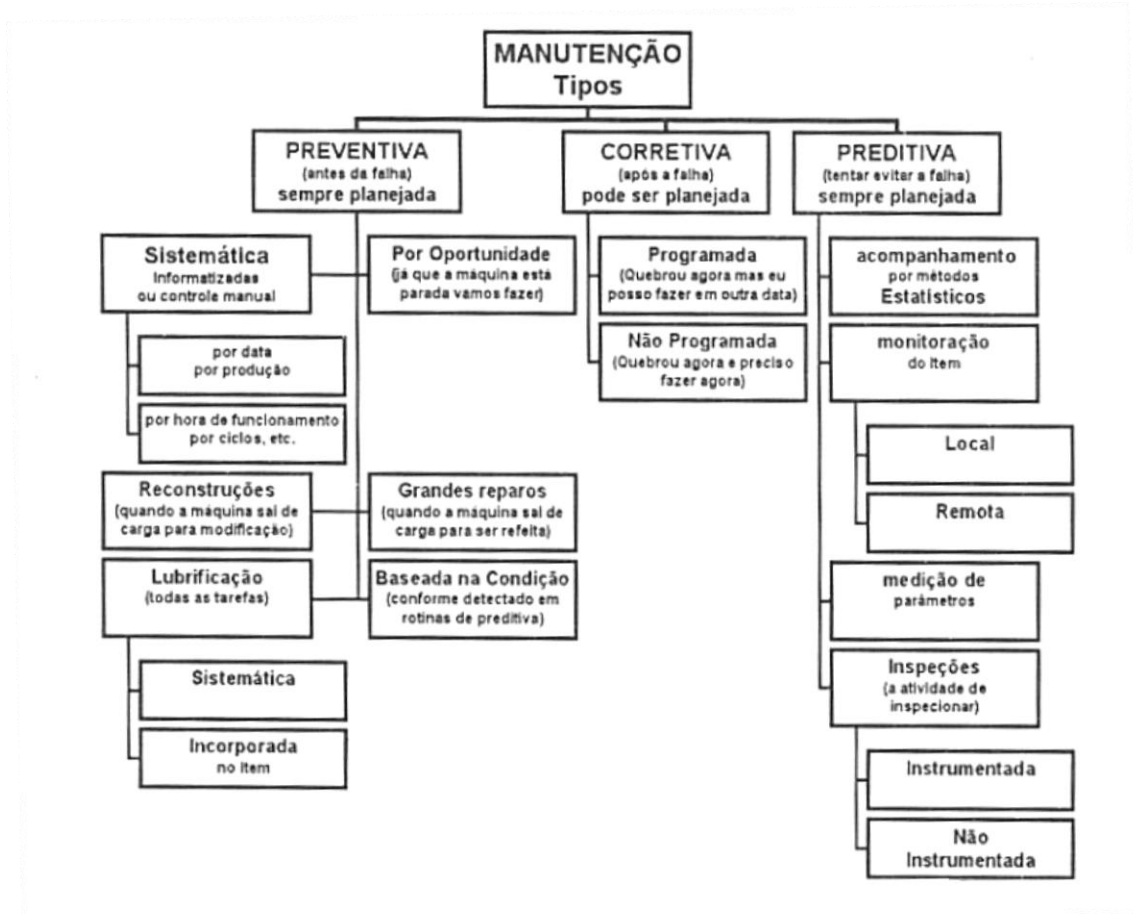 MANUTENÇÃO
Tipos
PREVENTIVA
(antes da falha)
sempre planejada
CORRETIVA
(após a falha)
pode ser planejada
PREDITIVA
(tentar evitar a falha)
sempre planejada
Sistemática
Informatizadas
ou controle manual
Por Oportunidade
(já que a máquina está
parada vamos fazer)
por data
por produção
por hora de funcionamento
por ciclos, etc.
Reconstruções
(quando a máquina sai de
carga para modificação)
Grandes reparos
(quando a máquina sai de
carga para ser refeita)
Lubrificação
(todas as tarefas)
Baseada na Condição
(conforme detectado em
rotinas de preditiva)
Sistemática
Incorporada
no Item
Programada
(Quebrou agora mas eu
posso fazer em outra data)
Não Programada
(Quebrou agora e preciso
fazer agora)
acompanhamento
por métodos
Estatísticos
monitoração
do Item
Local
Remota
medição de
parâmetros
Inspeções
(a atividade de
inspecionar)
Instrumentada
Não
Instrumentada